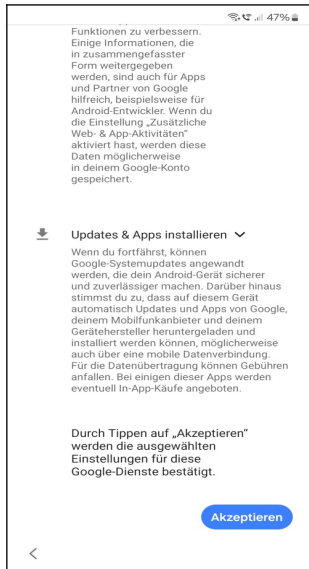 47%
Funktionen zu verbessern.
Einige Informationen, die
in zusammengefasster
Form weitergegeben
werden, sind auch für Apps
und Partner von Google
hilfreich, beispielsweise für
Android-Entwickler. Wenn du
die Einstellung „Zusätzliche
Web- & App-Aktivitäten“
aktiviert hast, werden diese
Daten möglicherweise
in deinem Google-Konto
gespeichert.
Updates & Apps installieren
Wenn du fortfährst, können
Google-Systemupdates angewandt
werden, die dein Android-Gerät sicherer
und zuverlässiger machen. Darüber hinaus
stimmst du zu, dass auf diesem Gerät
automatisch Updates und Apps von Google,
deinem Mobilfunkanbieter und deinem
Gerätehersteller heruntergeladen und
installiert werden können, möglicherweise
auch über eine mobile Datenverbindung.
Für die Datenübertragung können Gebühren
anfallen. Bei einigen dieser Apps werden
eventuell In-App-Käufe angeboten.
Durch Tippen auf „Akzeptieren“
werden die ausgewählten
Einstellungen für diese
Google-Dienste bestätigt.
Akzeptieren